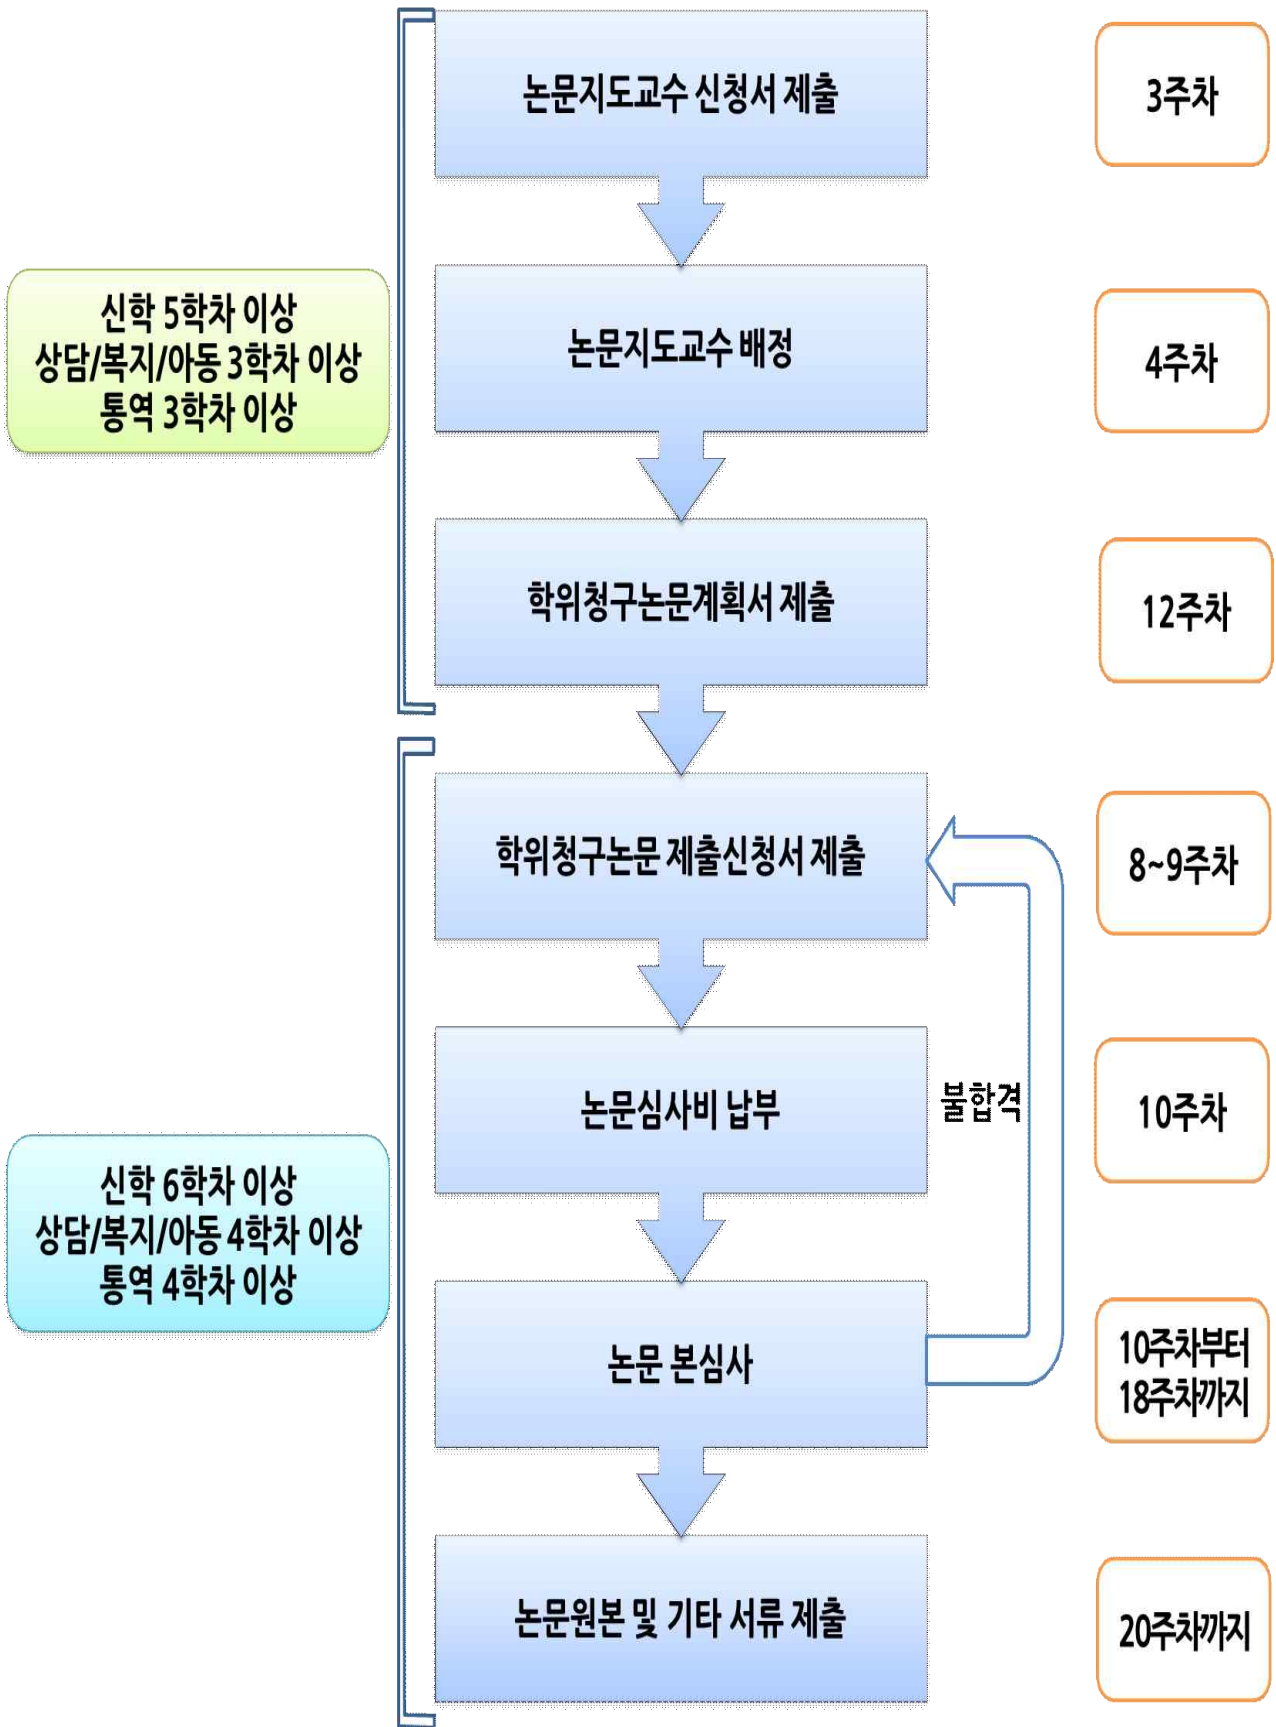 논문지도교수 신청서 제출
3주차
신학 5학차 이상
상담/복지/아동 3학차 이상
통역 3학차 이상
논문지도교수 배정
4주차
학위청구논문계획서 제출
12주차
학위청구논문 제출신청서 제출
8~9주차
논문심사비 납부
불합격
10주차
신학 6학차 이상
상담/복지/아동 4학차 이상
통역 4학차 이상
논문 본심사
10주차부터
18주차까지
논문원본 및 기타 서류 제출
20주차까지